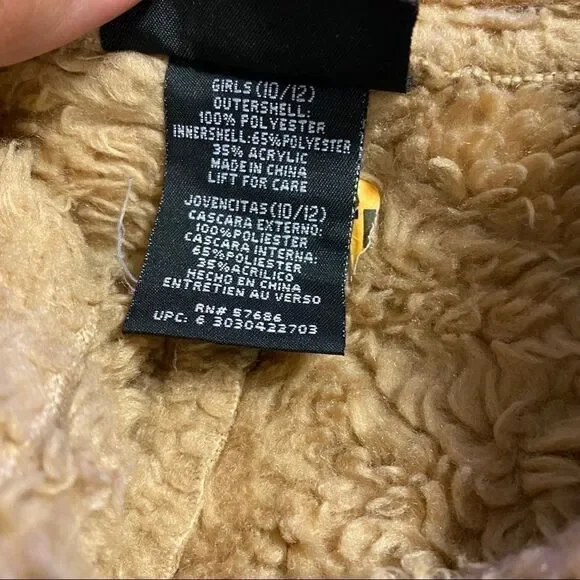 GIRLS (10/12)
OUTERSHELL:
100% POLYESTER
INNERSHELL: 65% POLYESTER
35% ACRYLIC
MADE IN CHINA
LIFT FOR CARE
JOVENCITAS (10/12)
CASCARA EXTERNO:
100% POLIESTER
CASCARA INTERNA:
65% POLIESTER
35% ACRILICO
HECHO EN CHINA
ENTRETIEN AU VERSO
RN# 57686
UPC: 6 3030422703